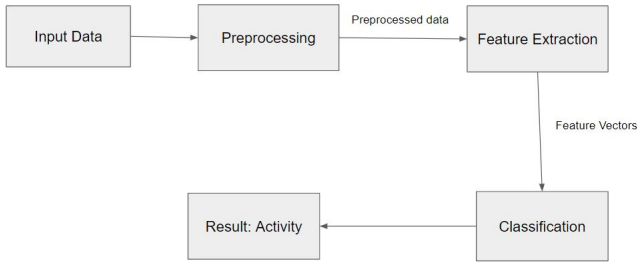 Input Data
Preprocessing
Preprocessed data
Feature Extraction
Feature Vectors
Classification
Result: Activity